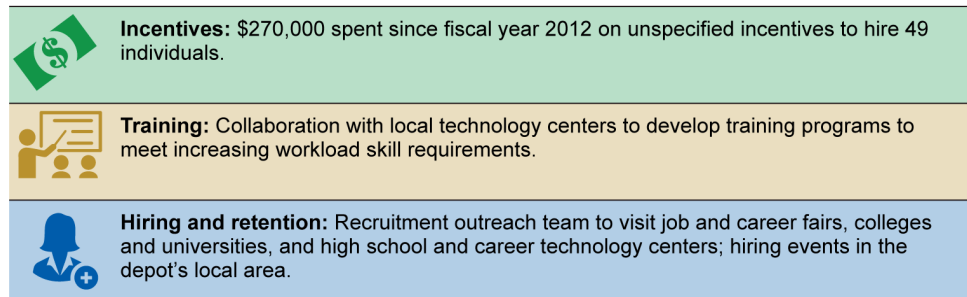 Incentives: $270,000 spent since fiscal year 2012 on unspecified incentives to hire 49
individuals.
Training: Collaboration with local technology centers to develop training programs to
meet increasing workload skill requirements.
Hiring and retention: Recruitment outreach team to visit job and career fairs, colleges
and universities, and high school and career technology centers; hiring events in the
depot's local area.